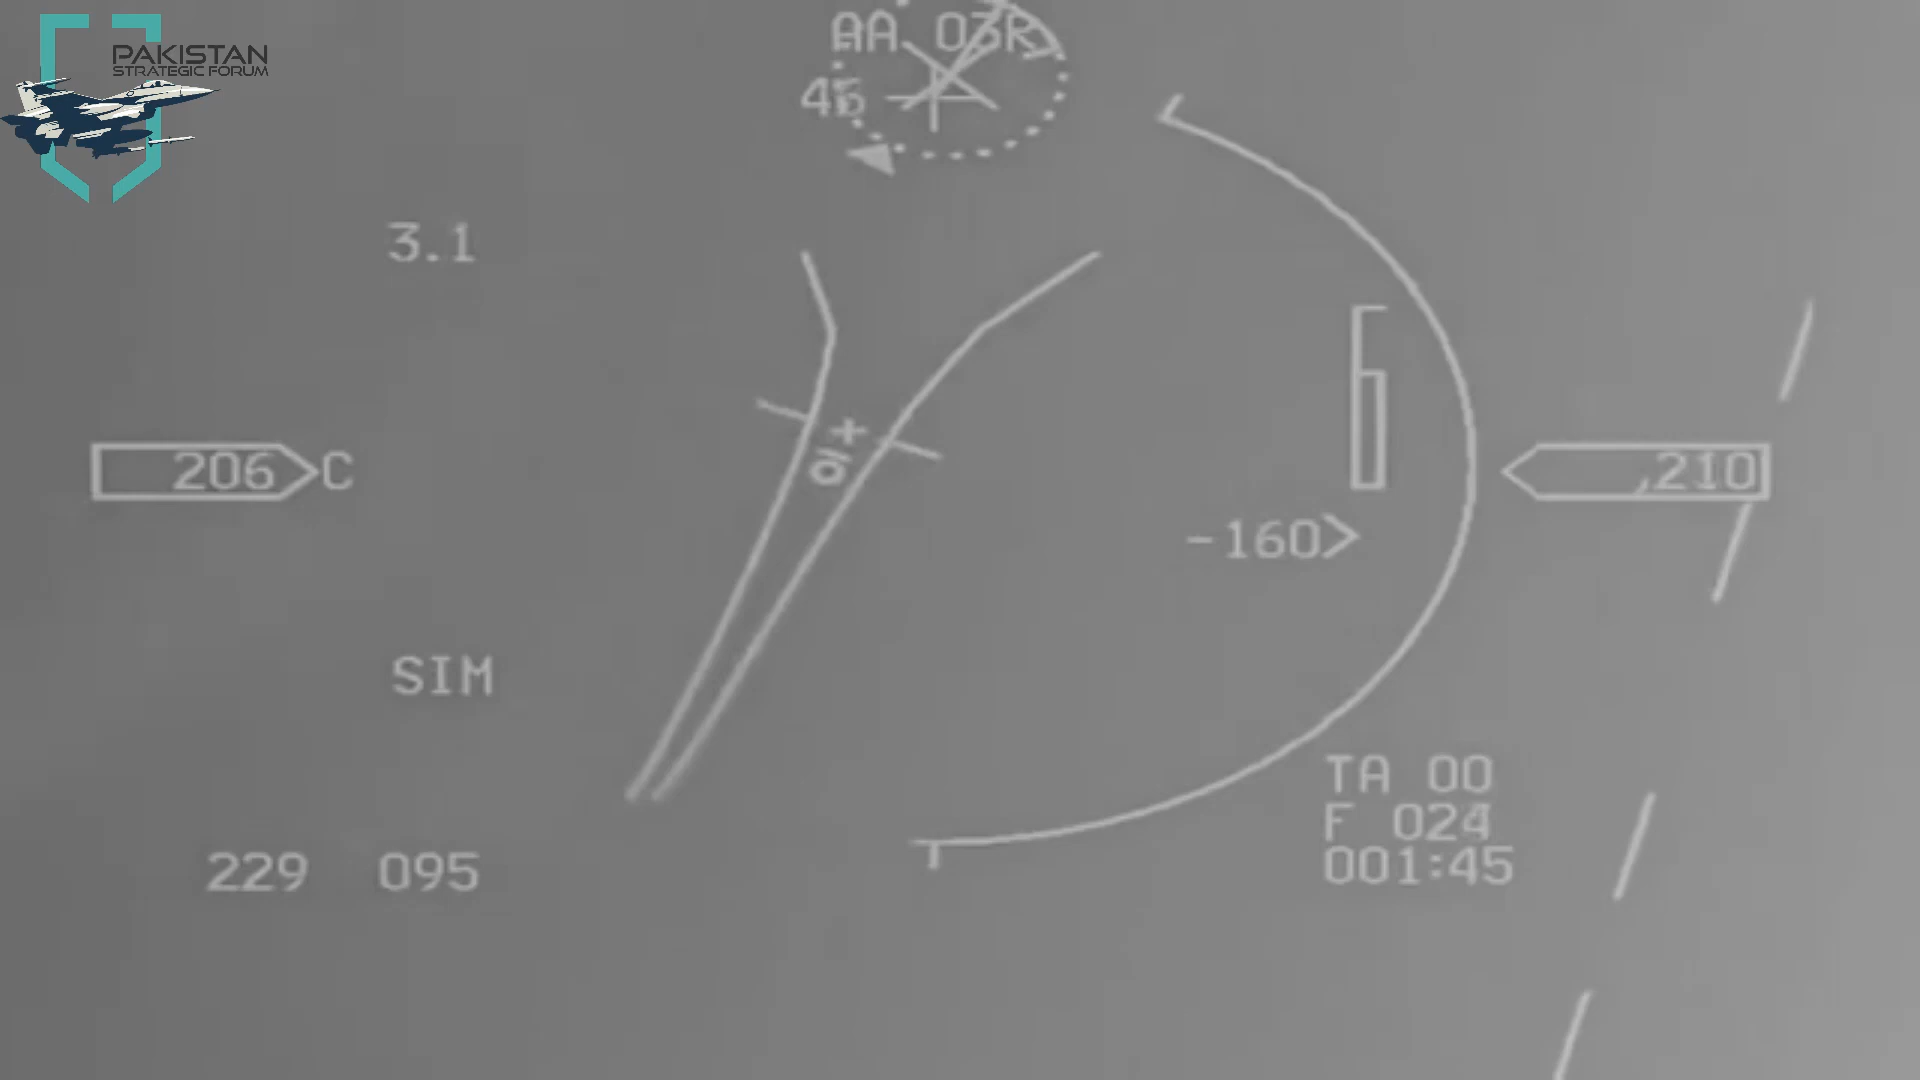 PAKISTAN
STRATEGIC FORUM
AA 03R
45
3.1
206 C
,210
-160>
SIM
TA 00
F 024
001:45
229 095